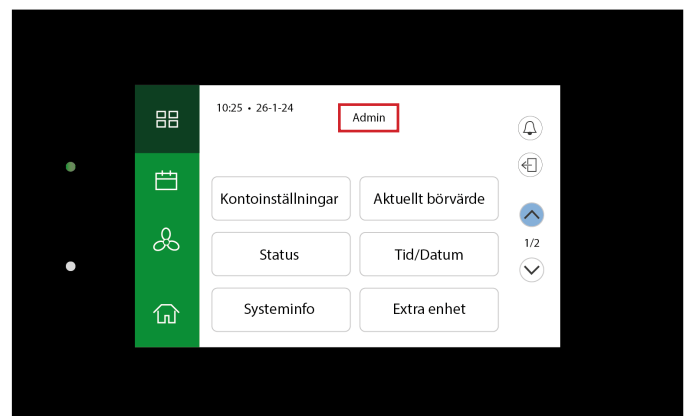 10:25 • 26-1-24
Admin
Kontoinställningar
Aktuellt börvärde
Status
Tid/Datum
1/2
Systeminfo
Extra enhet